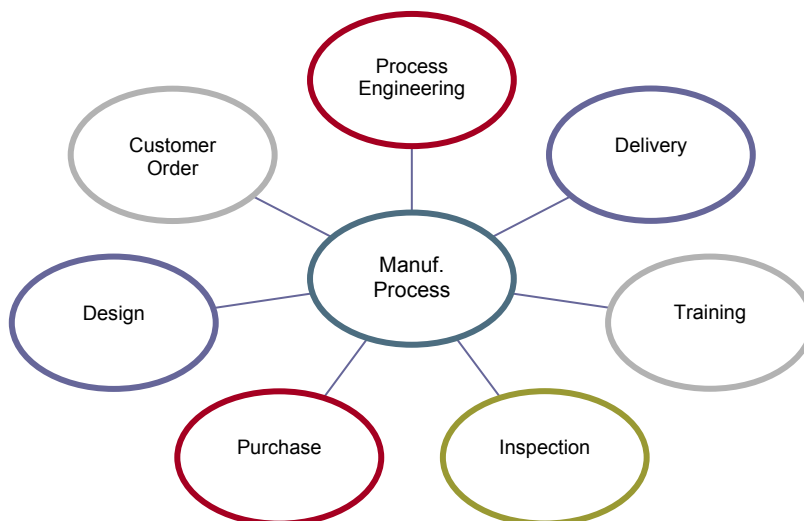 Process
Engineering
Customer
Order
Delivery
Manuf.
Process
Design
Training
Purchase
Inspection